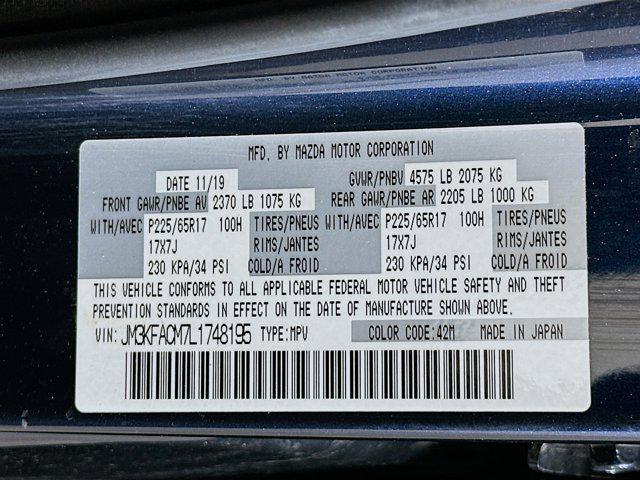 MFD. BY MAZDA MOTOR CORPORATION
DATE 11/19 GVWR/PNBV 4575 LB 2075 KG
FRONT GAWR/PNBE AV 2370 LB 1075 KG REAR GAWR/PNBE AR 2205 LB 1000 KG
WITH/AVEC P225/65R17 100H TIRES/PNEUS WITH/AVEC P225/65R17 100H TIRES/PNEUS
17X7J RIMS/JANTES 17X7J RIMS/JANTES
230 KPA/34 PSI COLD/A FROID 230 KPA/34 PSI COLD/A FROID
THIS VEHICLE CONFORMS TO ALL APPLICABLE FEDERAL MOTOR VEHICLE SAFETY AND THEFT
PREVENTION STANDARDS IN EFFECT ON THE DATE OF MANUFACTURE SHOWN ABOVE.
VIN: JM3KFACM7L1748195 TYPE: MPV COLOR CODE: 42M MADE IN JAPAN